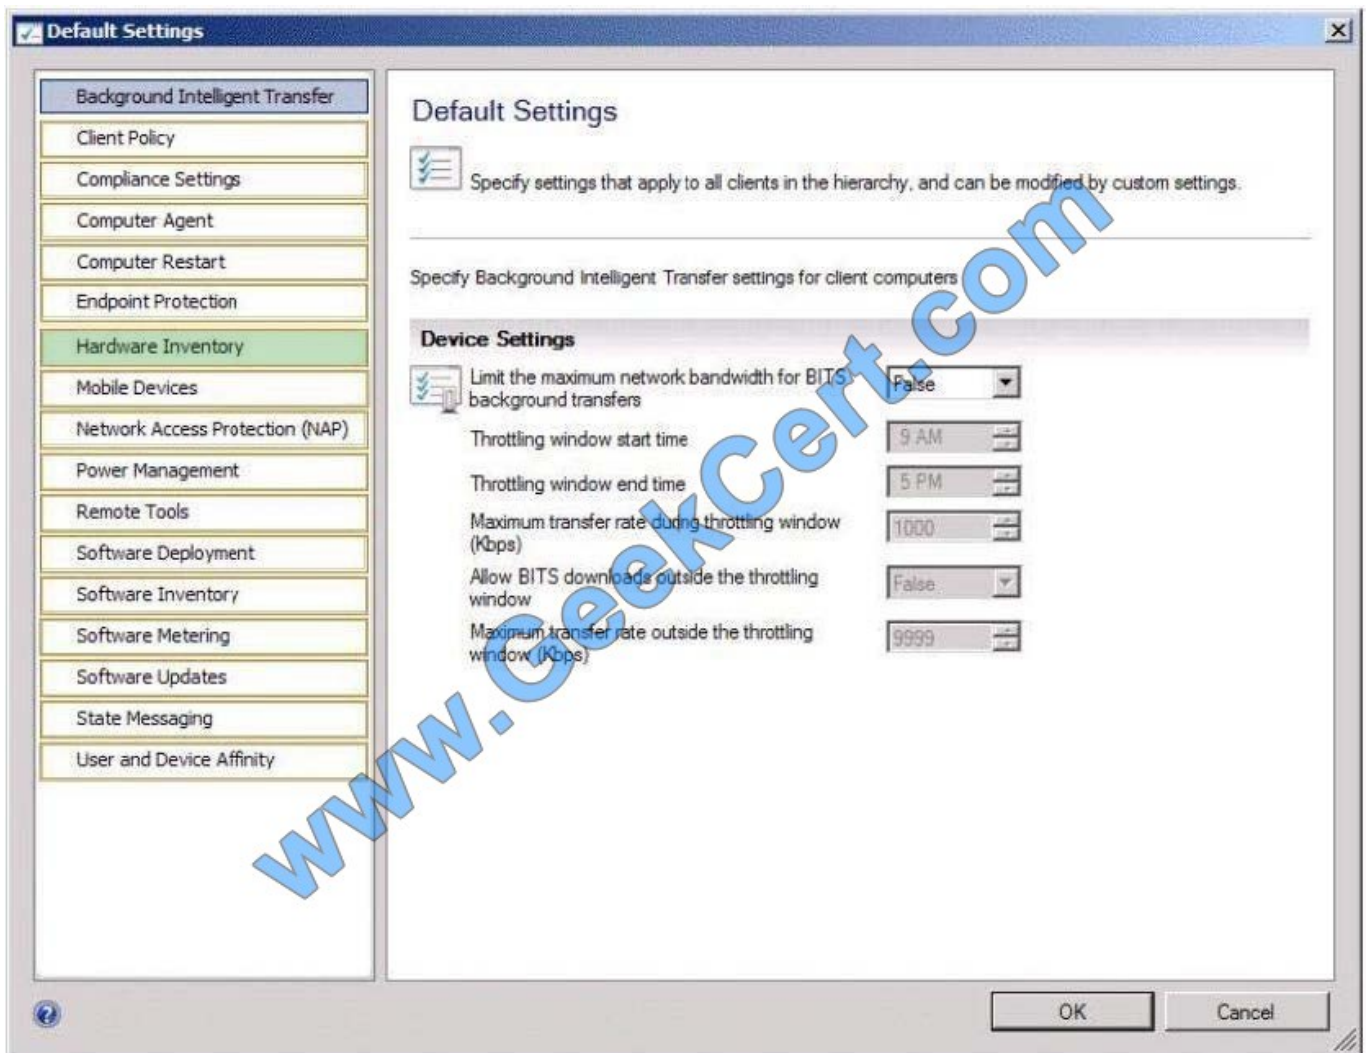 Default Settings
Background Intelligent Transfer
Client Policy
Compliance Settings
Computer Agent
Computer Restart
Endpoint Protection
Hardware Inventory
Mobile Devices
Network Access Protection (NAP)
Power Management
Remote Tools
Software Deployment
Software Inventory
Software Metering
Software Updates
State Messaging
User and Device Affinity
Default Settings
Specify settings that apply to all clients in the hierarchy, and can be modified by custom settings.
Specify Background Intelligent Transfer settings for client computers
Device Settings
Limit the maximum network bandwidth for BITS
background transfers
False
Throttling window start time
9 AM
Throttling window end time
5 PM
Maximum transfer rate during throttling window
(Kbps)
1000
Allow BITS downloads outside the throttling
window
False
Maximum transfer rate outside the throttling
window (Kbps)
9999
www.GeekCert.com
OK
Cancel